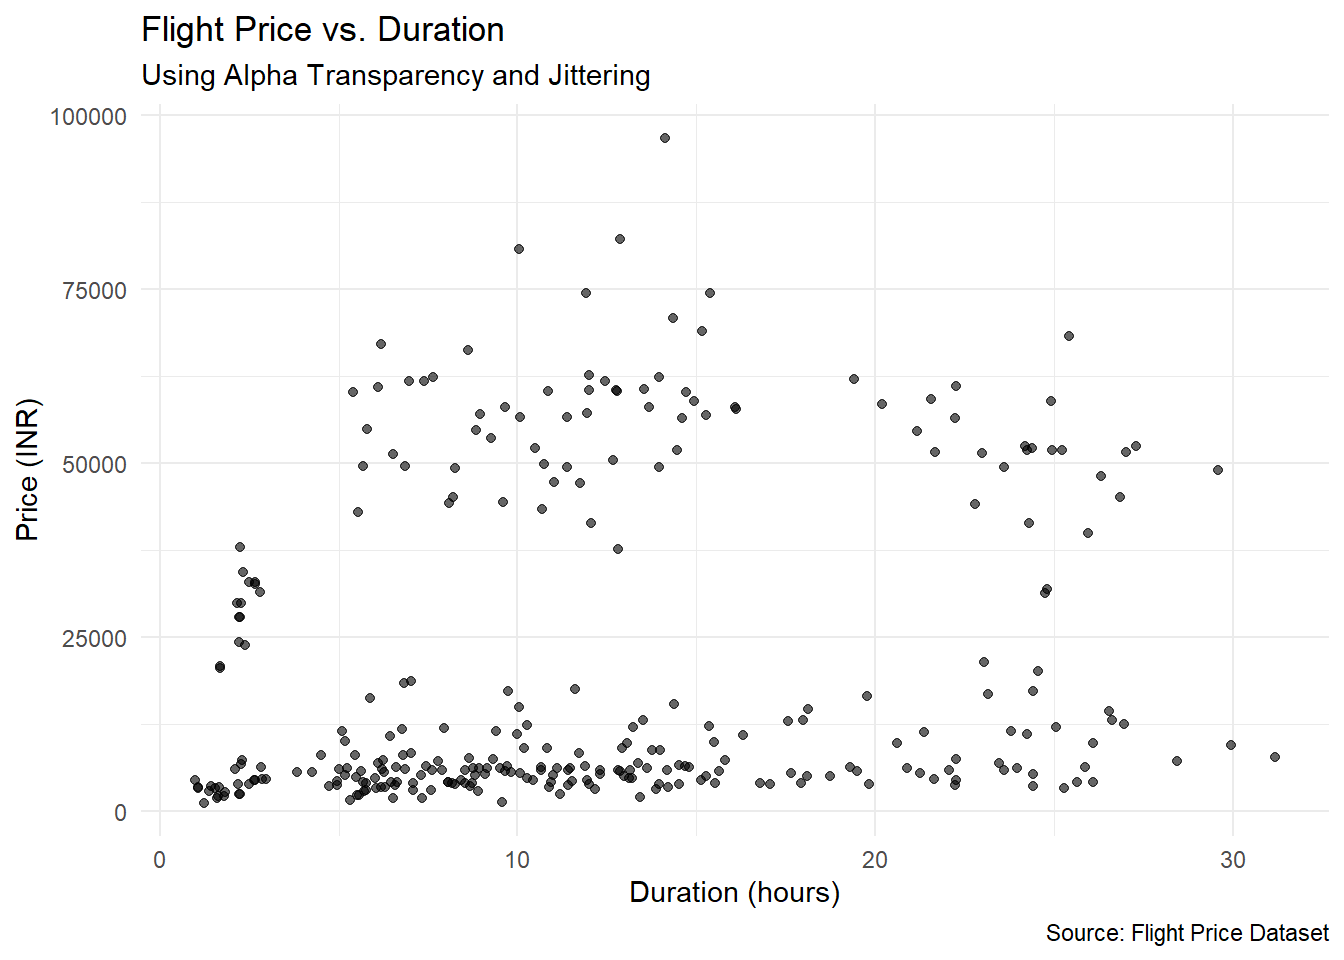 Flight Price vs. Duration
Using Alpha Transparency and Jittering
100000
75000
50000
25000
0
Price (INR)
0 10 20 30
Duration (hours)
Source: Flight Price Dataset